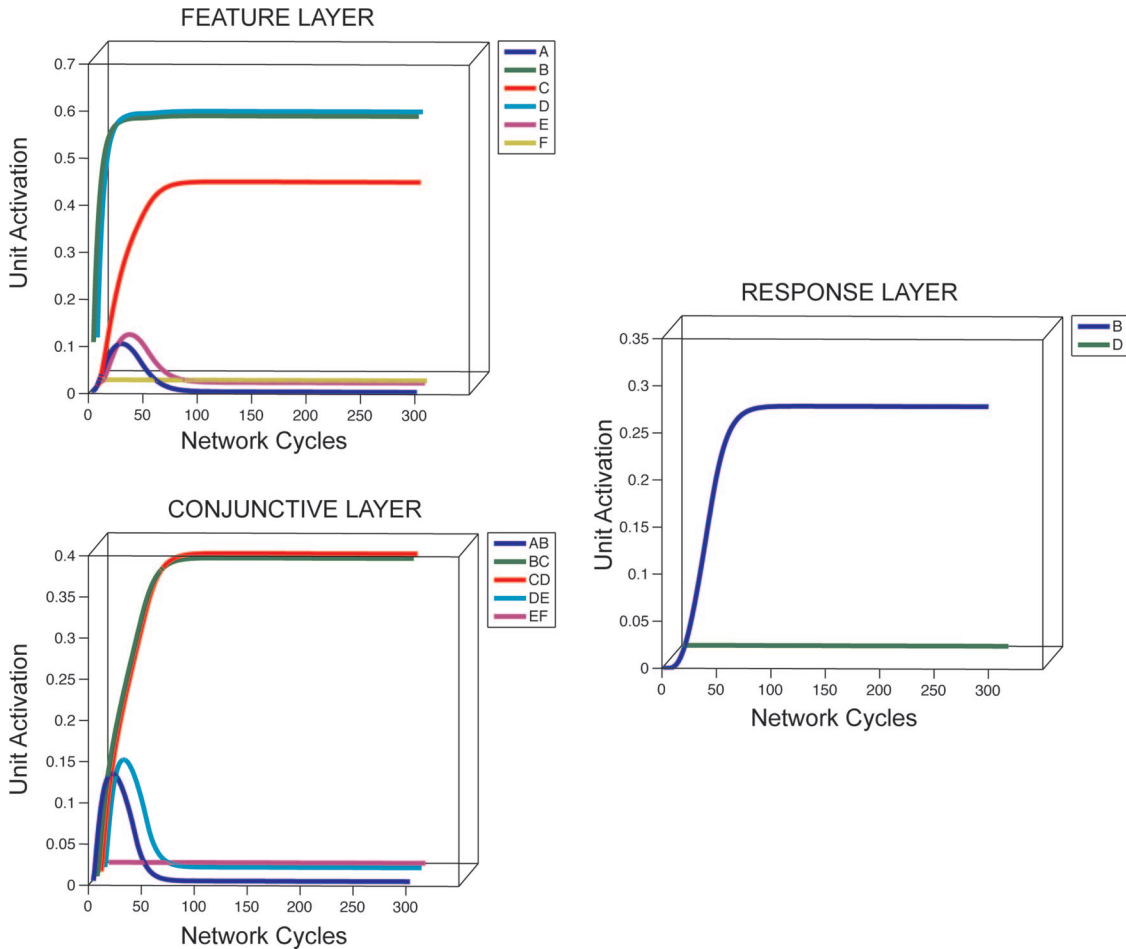 FEATURE LAYER
0.7
0.6
0.5
0.4
0.3
0.2
0.1
0
Unit Activation
0 50 100 150 200 250 300
Network Cycles
A
B
C
D
E
F
CONJUNCTIVE LAYER
0.4
0.35
0.3
0.25
0.2
0.15
0.1
0.05
0
Unit Activation
0 50 100 150 200 250 300
Network Cycles
AB
BC
CD
DE
EF
RESPONSE LAYER
0.35
0.3
0.25
0.2
0.15
0.1
0.05
0
Unit Activation
0 50 100 150 200 250 300
Network Cycles
B
D